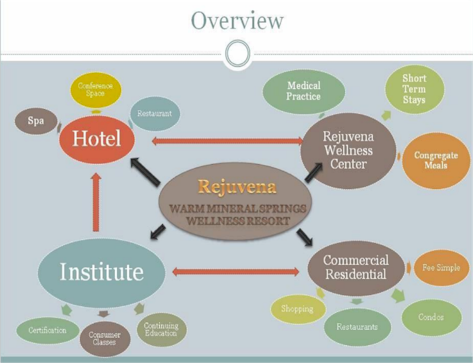 Overview
Conference
Space
Spa
Restaurant
Hotel
Medical
Practice
Short
Term
Stays
Rejuvena
Wellness
Center
Congregate
Meals
Rejuvena
WARM MINERAL SPRINGS
WELLNESS RESORT
Institute
Certification
Consumer
Classes
Continuing
Education
Commercial
Residential
Fee Simple
Shopping
Restaurants
Condos